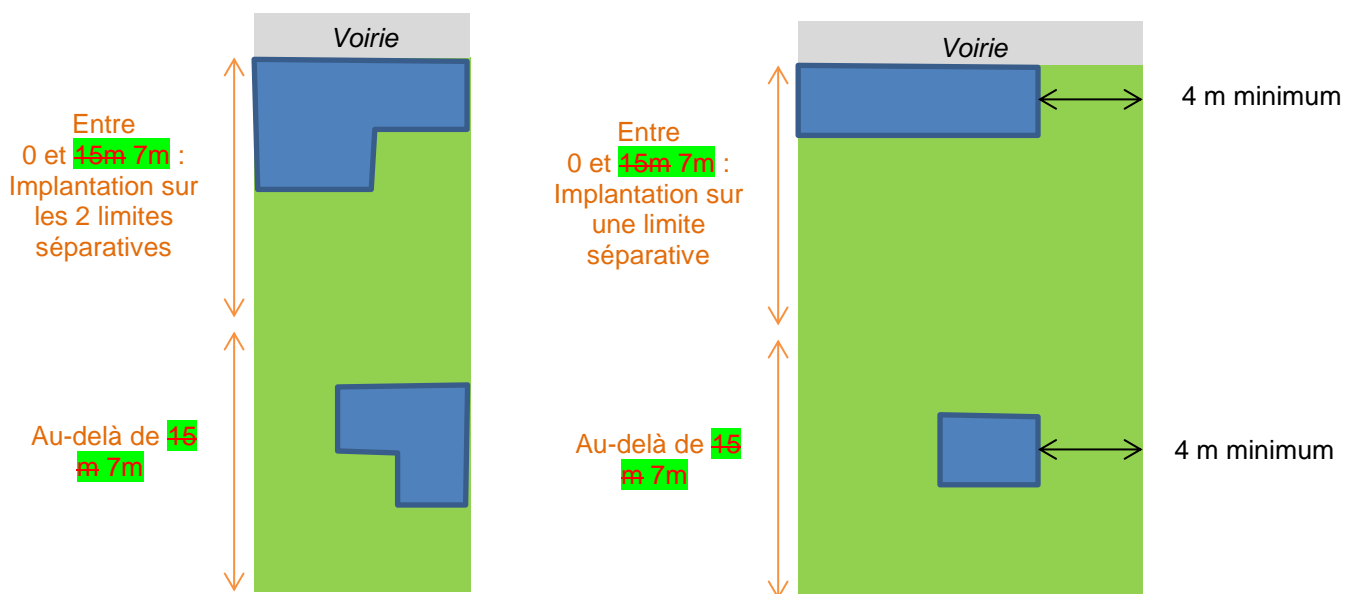 Voirie
Entre
0 et 15m 7m :
Implantation sur
les 2 limites
séparatives
Au-delà de 15
m 7m
Voirie
4 m minimum
Entre
0 et 15m 7m :
Implantation sur
une limite
séparative
Au-delà de 15
m 7m
4 m minimum